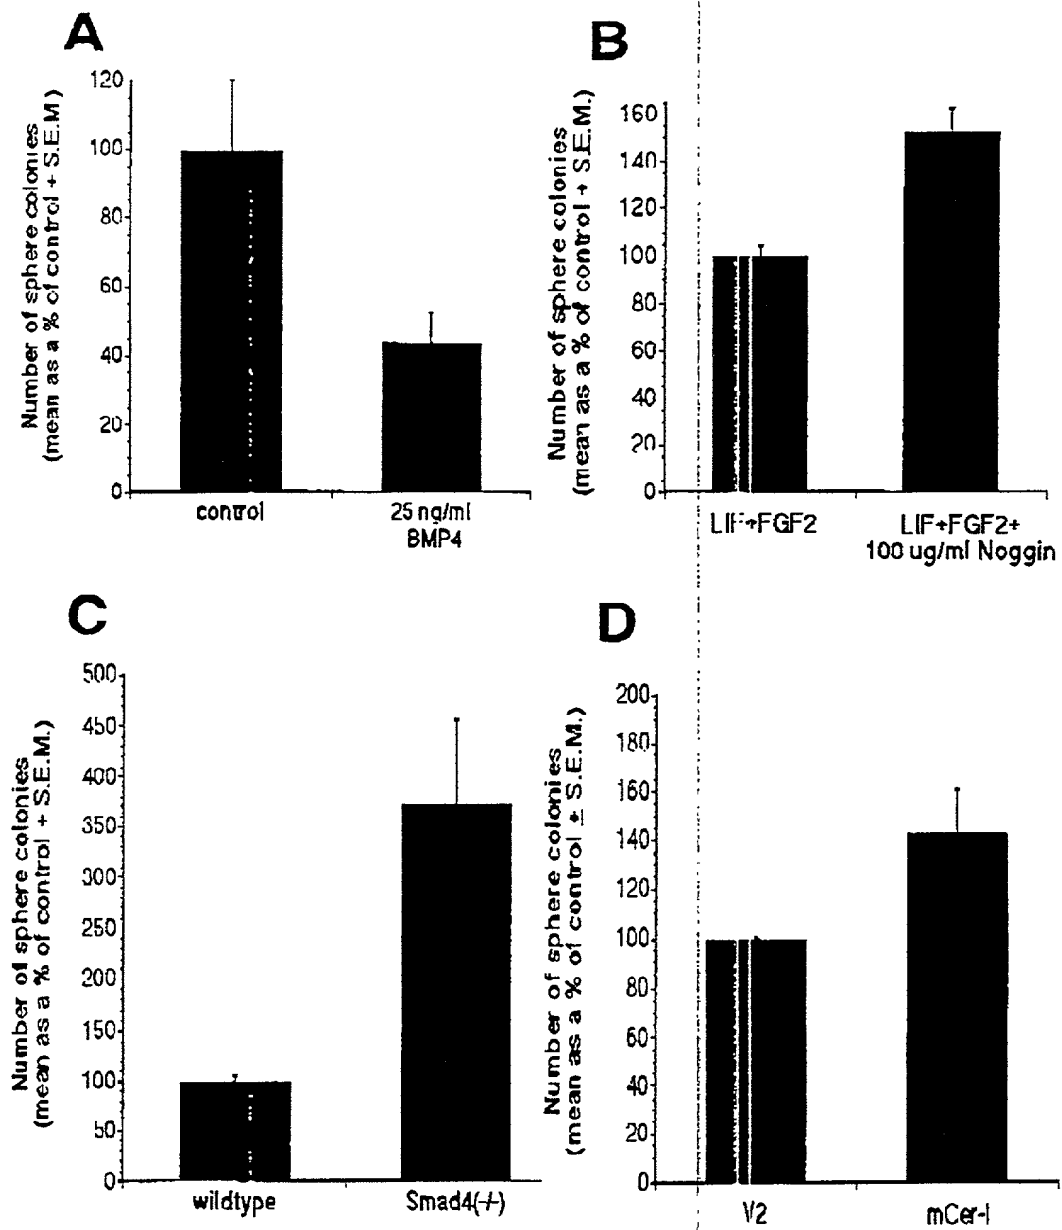 A
Number of sphere colonies
(mean as a % of control + S.E.M)
120
100
80
60
40
20
0
control
25 ng/ml
BMP4
B
Number of sphere colonies
(mean as a % of control + S.E.M.)
160
140
120
100
80
60
40
20
0
LIF+FGF2
LIF+FGF2+
100 ug/ml Noggin
C
Number of sphere colonies
(mean as a % of control + S.E.M.)
500
450
400
350
300
250
200
150
100
50
0
wildtype
Smad4(-/-)
D
Number of sphere colonies
(mean as a % of control ± S.E.M.)
200
180
160
140
120
100
80
60
40
20
0
V2
mCer-1